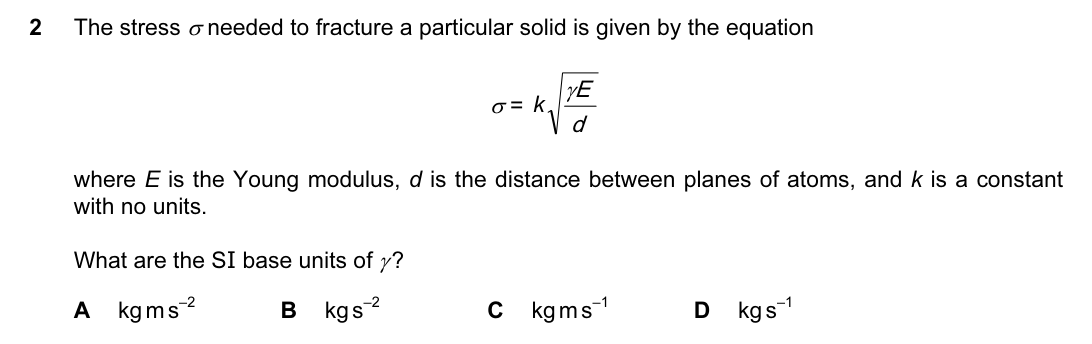 2 The stress σ needed to fracture a particular solid is given by the equation
σ = k√(γE/d)
where E is the Young modulus, d is the distance between planes of atoms, and k is a constant
with no units.
What are the SI base units of γ?
A kg m s⁻² B kg s⁻² C kg m s⁻¹ D kg s⁻¹